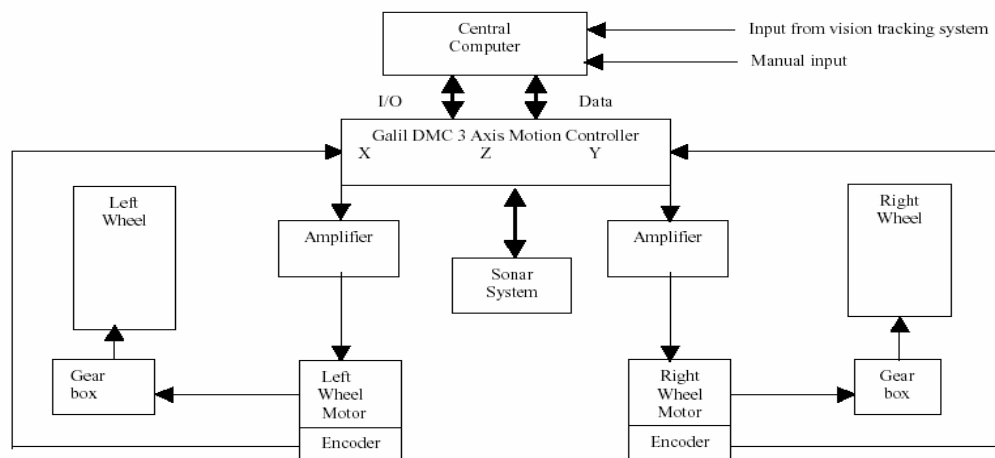 Central
Computer
Input from vision tracking system
Manual input
I/O
Data
Galil DMC 3 Axis Motion Controller
X Z Y
Left
Wheel
Amplifier
Sonar
System
Amplifier
Right
Wheel
Gear
box
Left
Wheel
Motor
Encoder
Right
Wheel
Motor
Encoder
Gear
box